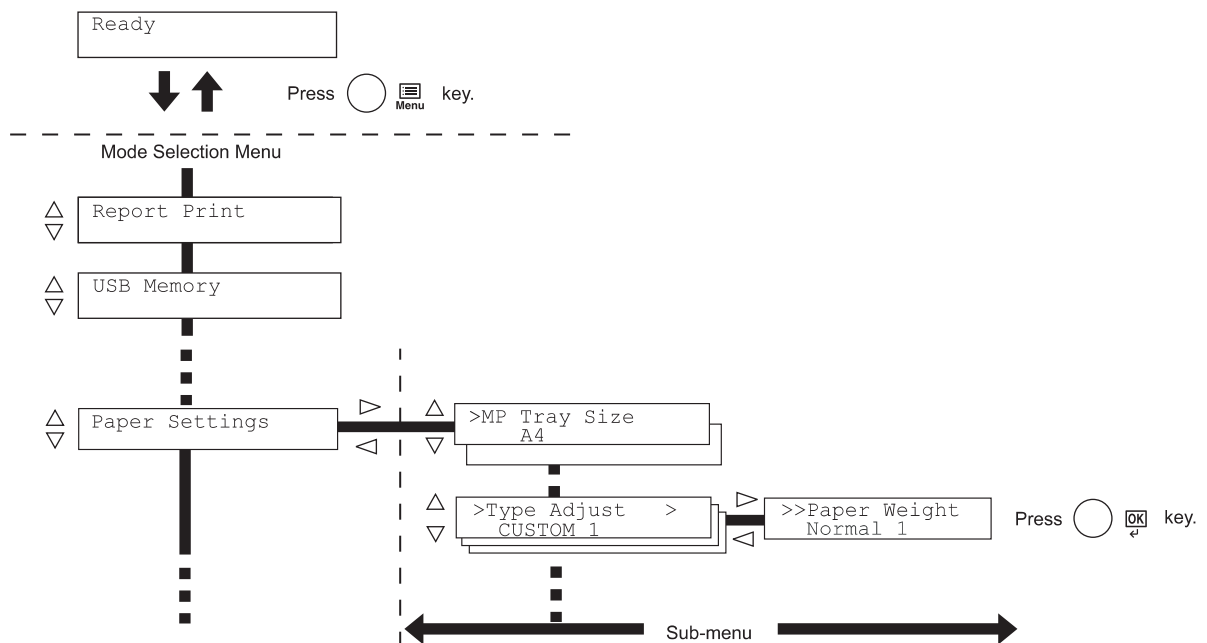 Ready
Press Menu key.
Mode Selection Menu
Report Print
USB Memory
Paper Settings
>MP Tray Size
A4
>Type Adjust >
CUSTOM 1
>>Paper Weight
Normal 1
Press OK key.
Sub-menu